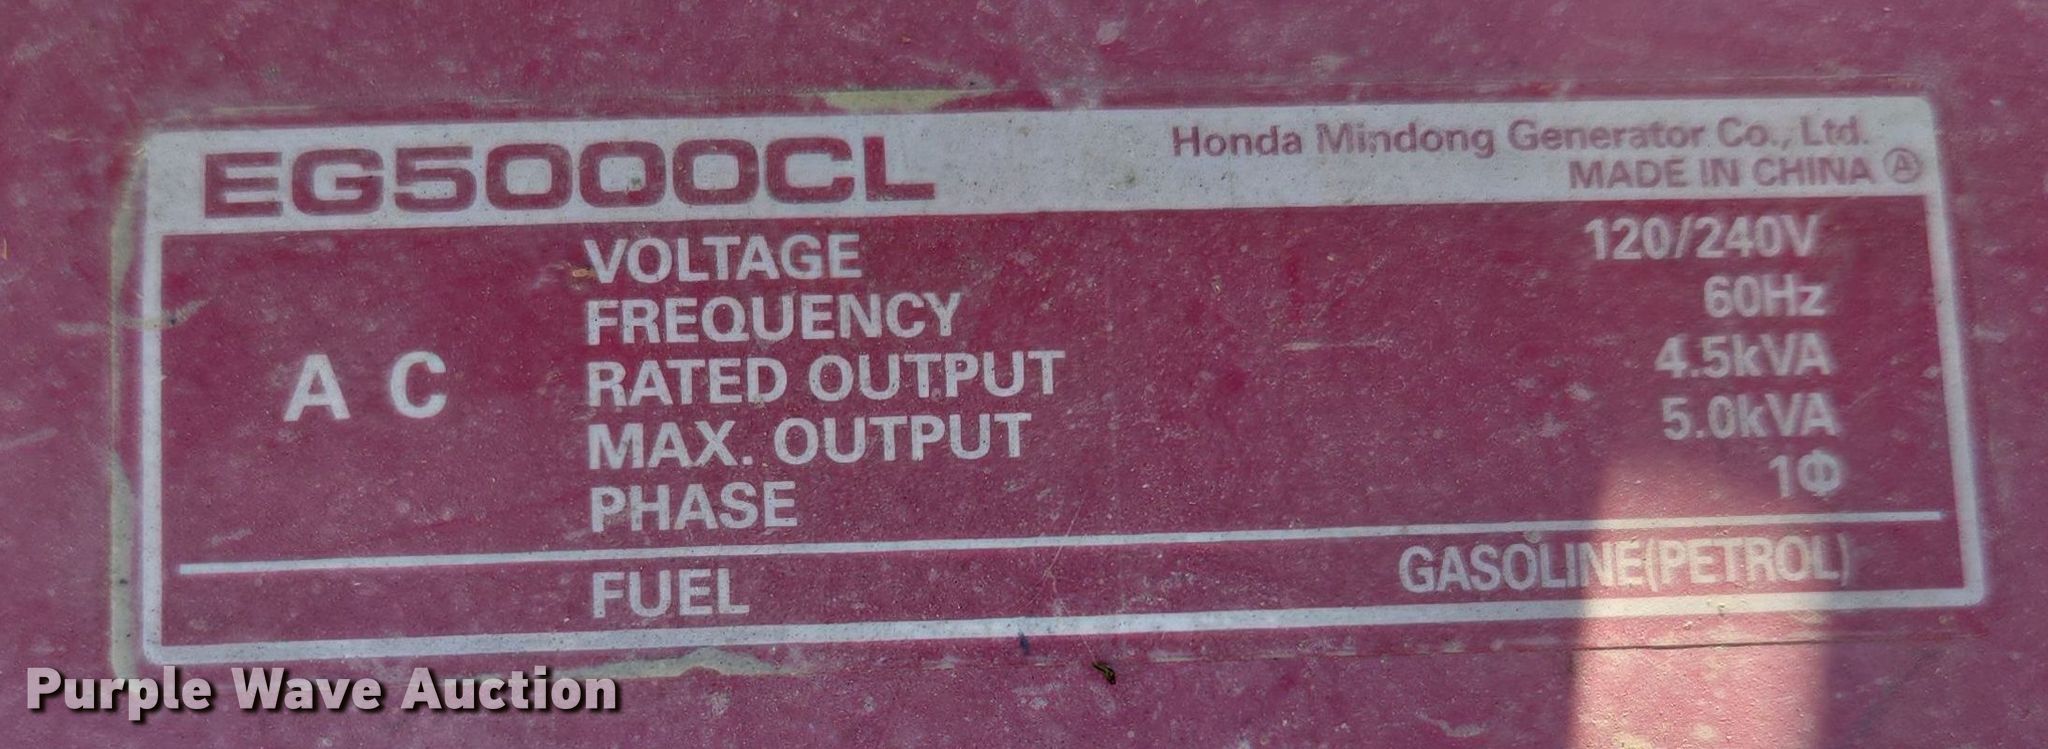 EG5000CL
Honda Mindong Generator Co., Ltd.
MADE IN CHINA Ⓐ
AC
VOLTAGE 120/240V
FREQUENCY 60Hz
RATED OUTPUT 4.5kVA
MAX. OUTPUT 5.0kVA
PHASE 1Φ
FUEL GASOLINE(PETROL)
Purple Wave Auction